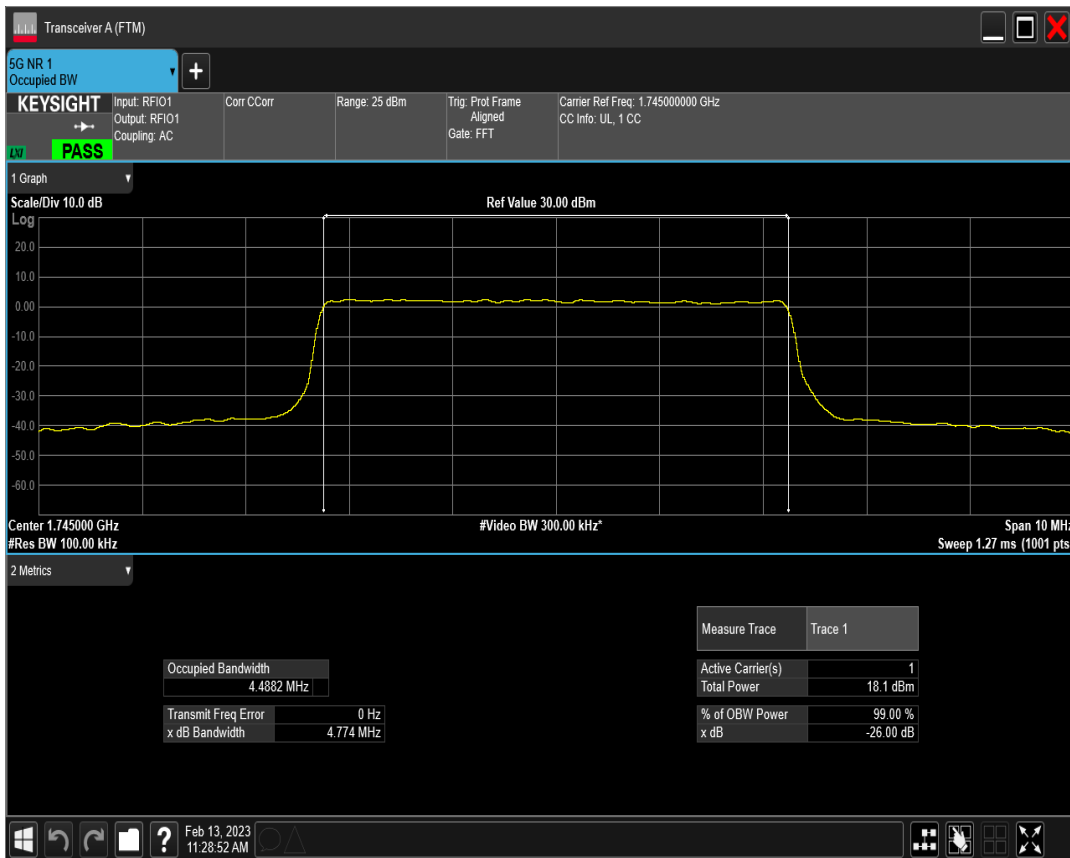 Transceiver A (FTM)
5G NR 1
Occupied BW
KEYSIGHT
LXI
PASS
Input: RFIO1
Output: RFIO1
Coupling: AC
Corr CCorr
Range: 25 dBm
Trig: Prot Frame
Aligned
Gate: FFT
Carrier Ref Freq: 1.745000000 GHz
CC Info: UL, 1 CC
1 Graph
Scale/Div 10.0 dB
Ref Value 30.00 dBm
Log
20.0
10.0
0.00
-10.0
-20.0
-30.0
-40.0
-50.0
-60.0
Center 1.745000 GHz
#Video BW 300.00 kHz*
Span 10 MHz
#Res BW 100.00 kHz
Sweep 1.27 ms (1001 pts
2 Metrics
Measure Trace Trace 1
Occupied Bandwidth
4.4882 MHz
Active Carrier(s) 1
Total Power 18.1 dBm
Transmit Freq Error 0 Hz
x dB Bandwidth 4.774 MHz
% of OBW Power 99.00 %
x dB -26.00 dB
?
Feb 13, 2023
11:28:52 AM